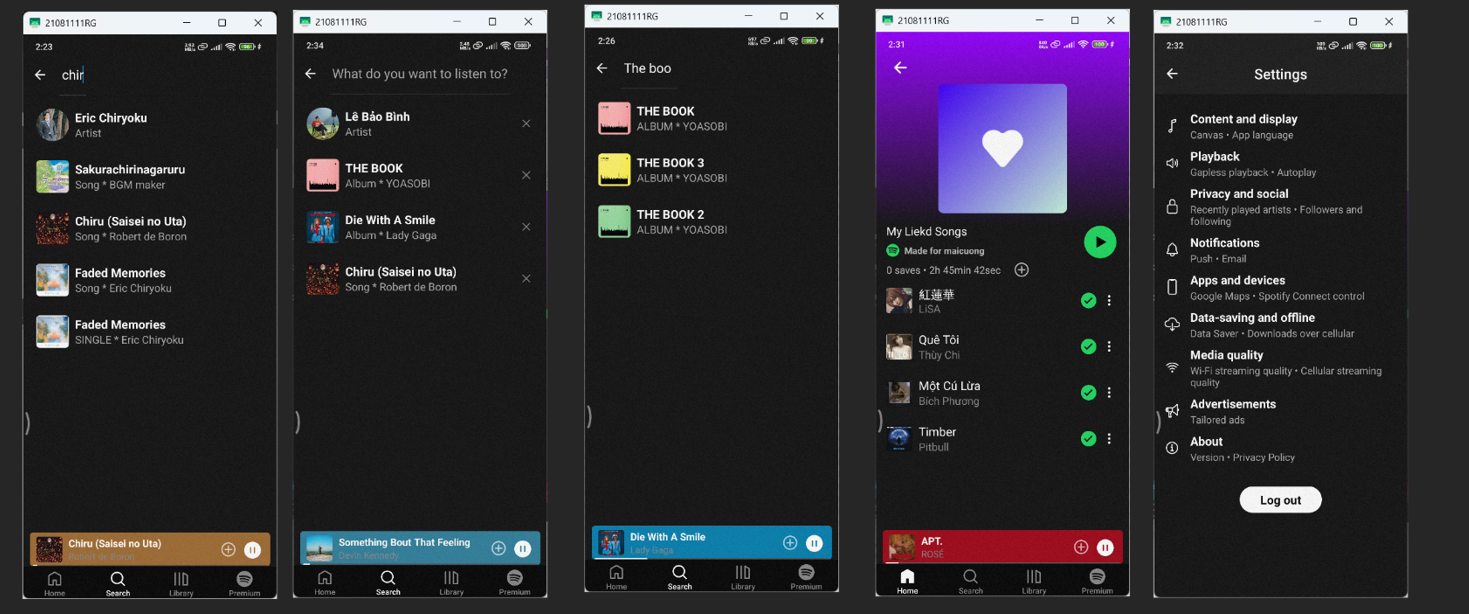 21081111RG
2:23
chir
Eric Chiryoku
Artist
Sakurachirinagaruru
Song * BGM maker
Chiru (Saisei no Uta)
Song * Robert de Boron
Faded Memories
Song * Eric Chiryoku
Faded Memories
SINGLE * Eric Chiryoku
Chiru (Saisei no Uta)
Robert de Boron
Home
Search
Library
Premium
21081111RG
2:34
What do you want to listen to?
Lê Bảo Bình
Artist
THE BOOK
Album * YOASOBI
Die With A Smile
Album * Lady Gaga
Chiru (Saisei no Uta)
Song * Robert de Boron
Something Bout That Feeling
Devin Kennedy
Home
Search
Library
Premium
21081111RG
2:26
The boo
THE BOOK
ALBUM * YOASOBI
THE BOOK 3
ALBUM * YOASOBI
THE BOOK 2
ALBUM * YOASOBI
Die With A Smile
Lady Gaga
Home
Search
Library
Premium
21081111RG
2:31
My Liekd Songs
Made for maicuong
0 saves • 2h 45min 42sec
紅蓮華
LiSA
Quê Tôi
Thùy Chi
Một Cú Lừa
Bích Phương
Timber
Pitbull
APT.
ROSÉ
Home
Search
Library
Premium
21081111RG
2:32
Settings
Content and display
Canvas • App language
Playback
Gapless playback • Autoplay
Privacy and social
Recently played artists • Followers and
following
Notifications
Push • Email
Apps and devices
Google Maps • Spotify Connect control
Data-saving and offline
Data Saver • Downloads over cellular
Media quality
Wi-Fi streaming quality • Cellular streaming
quality
Advertisements
Tailored ads
About
Version • Privacy Policy
Log out